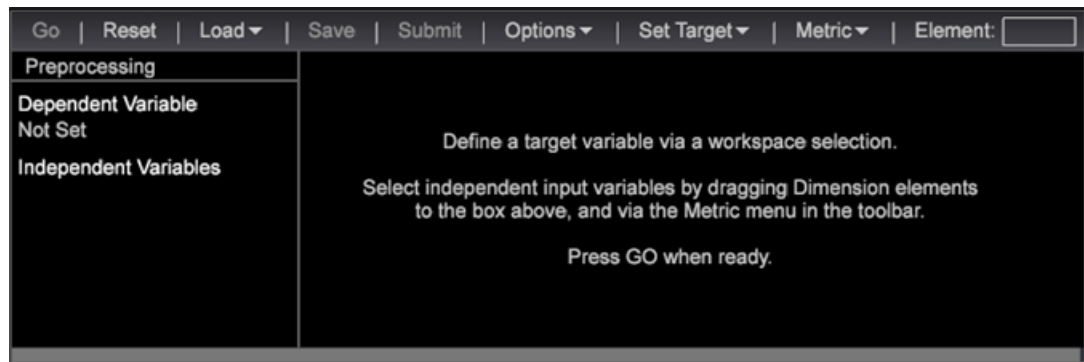 Go | Reset | Load | Save | Submit | Options | Set Target | Metric | Element:
Preprocessing
Dependent Variable
Not Set
Independent Variables
Define a target variable via a workspace selection.
Select independent input variables by dragging Dimension elements
to the box above, and via the Metric menu in the toolbar.
Press GO when ready.